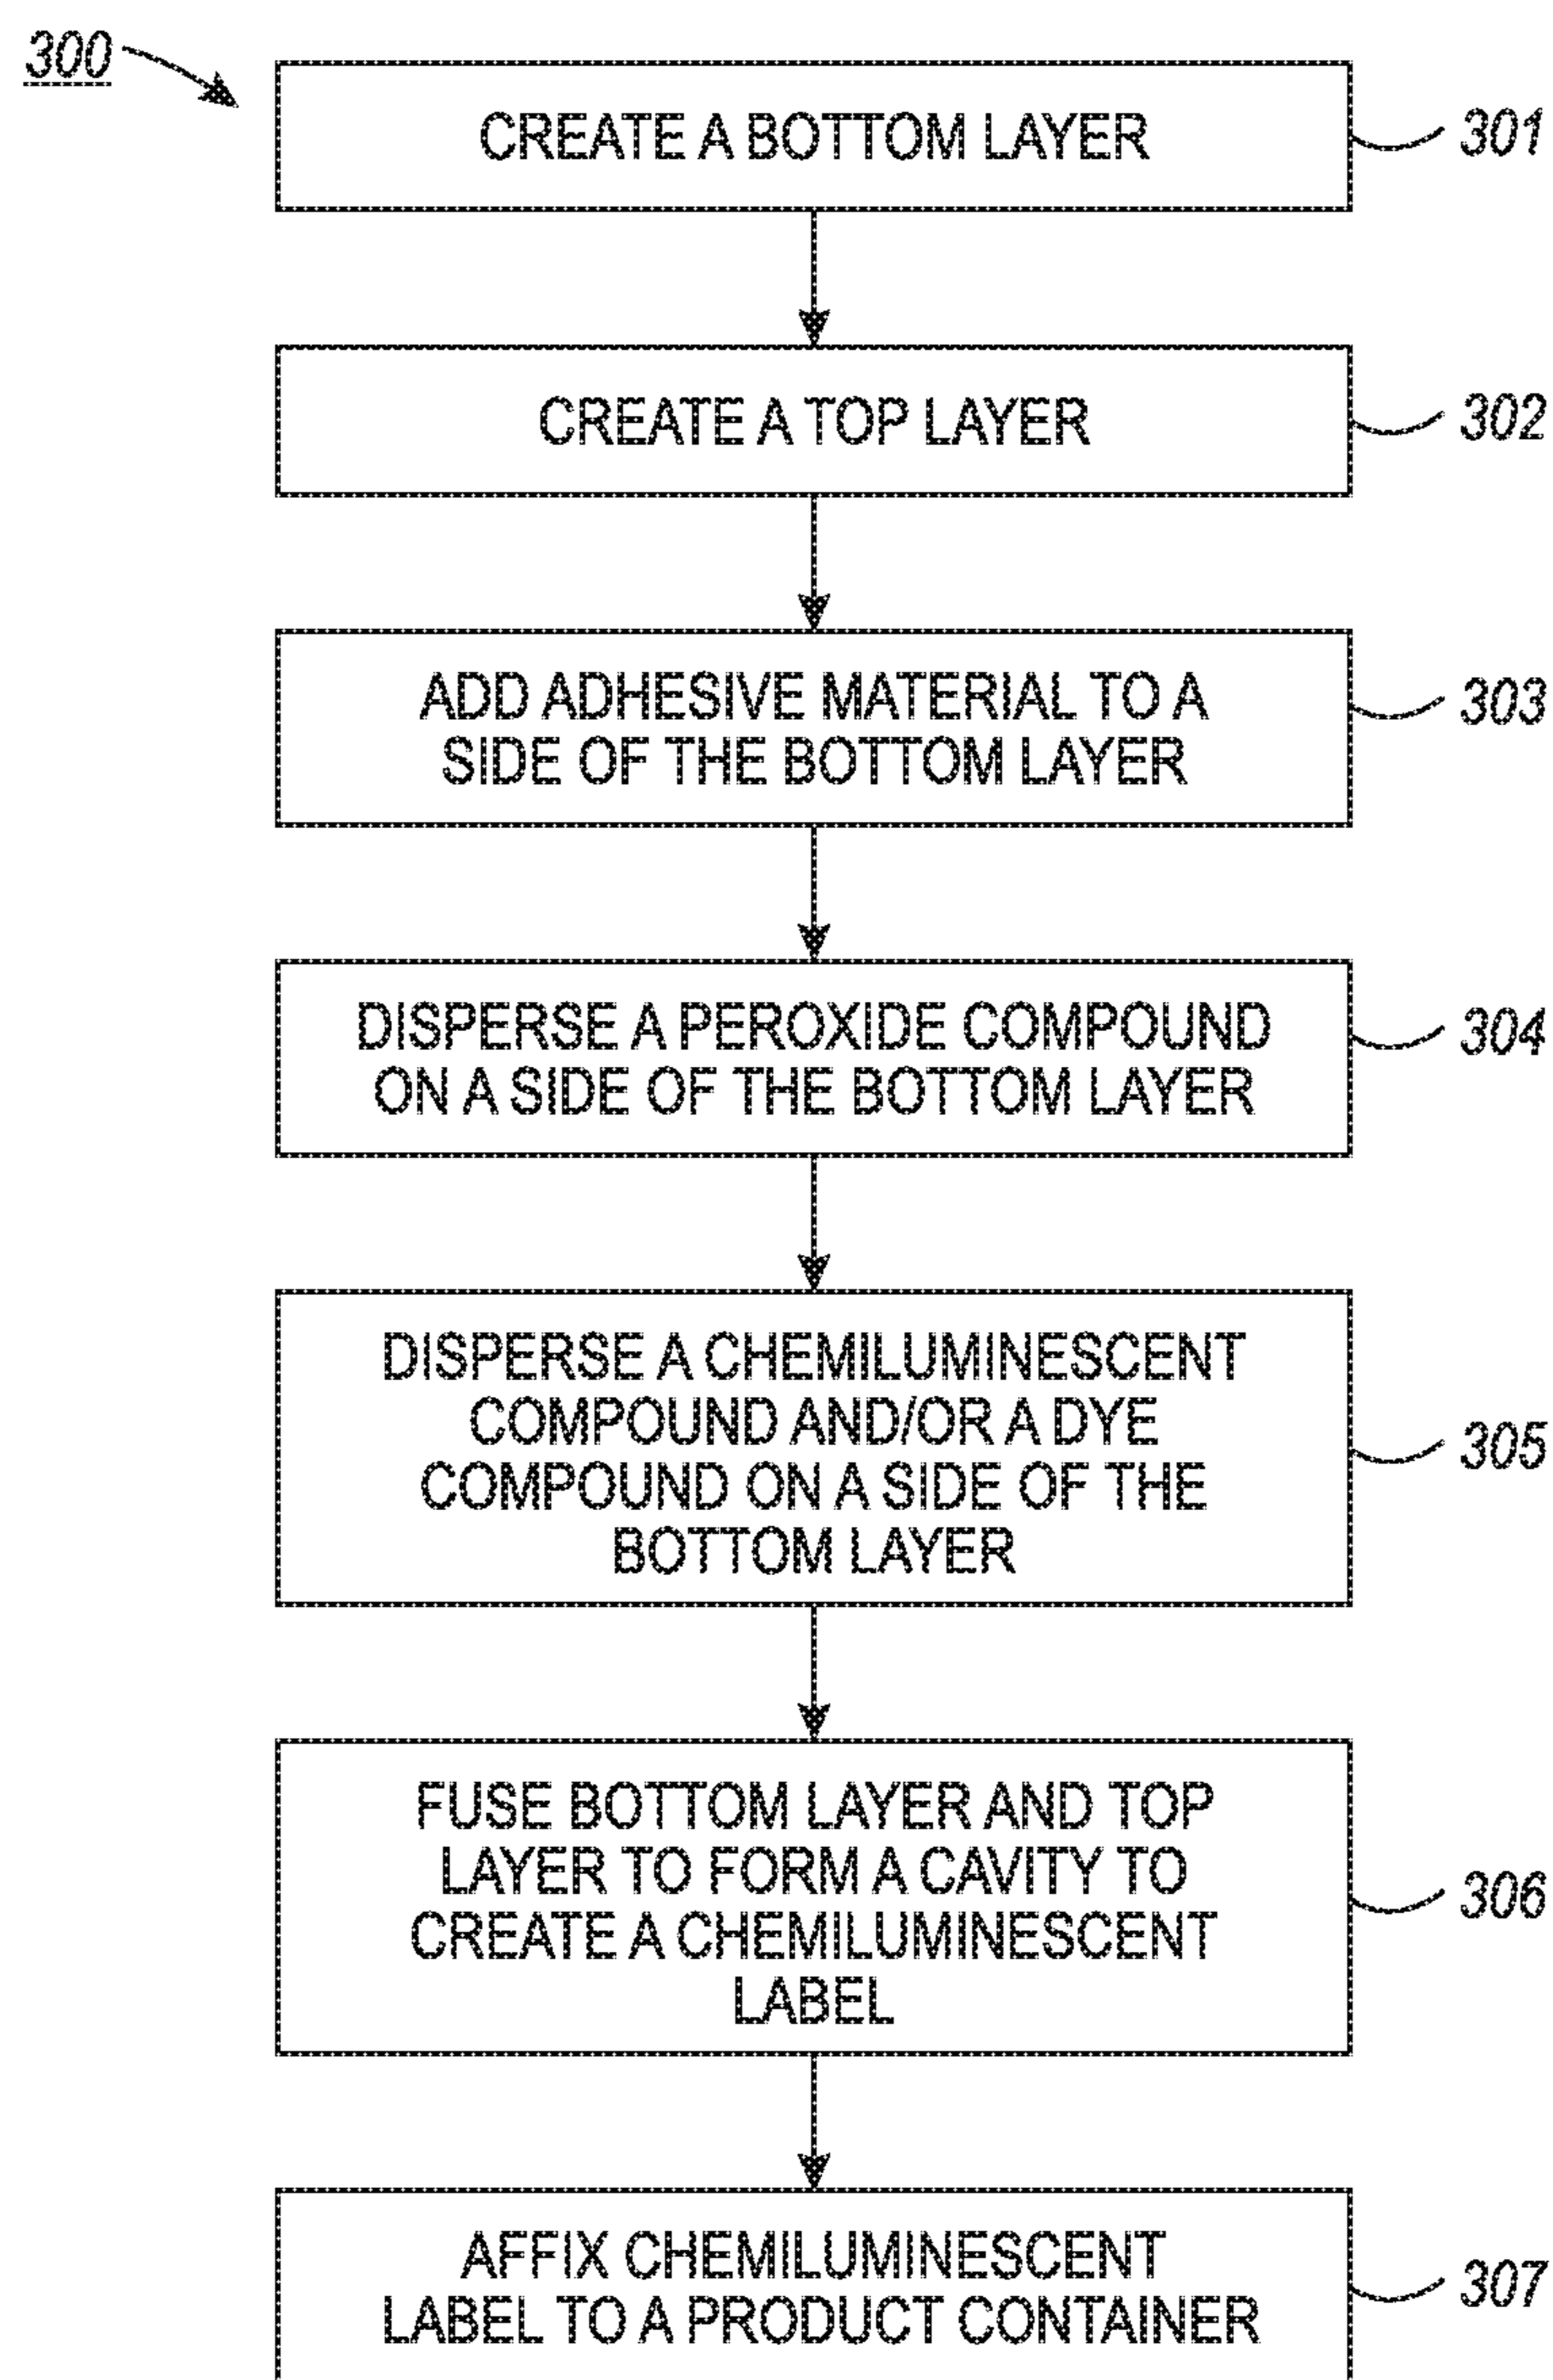 300
CREATE A BOTTOM LAYER
301
CREATE A TOP LAYER
302
ADD ADHESIVE MATERIAL TO A
SIDE OF THE BOTTOM LAYER
303
DISPERSE A PEROXIDE COMPOUND
ON A SIDE OF THE BOTTOM LAYER
304
DISPERSE A CHEMILUMINESCENT
COMPOUND AND/OR A DYE
COMPOUND ON A SIDE OF THE
BOTTOM LAYER
305
FUSE BOTTOM LAYER AND TOP
LAYER TO FORM A CAVITY TO
CREATE A CHEMILUMINESCENT
LABEL
306
AFFIX CHEMILUMINESCENT
LABEL TO A PRODUCT CONTAINER
307